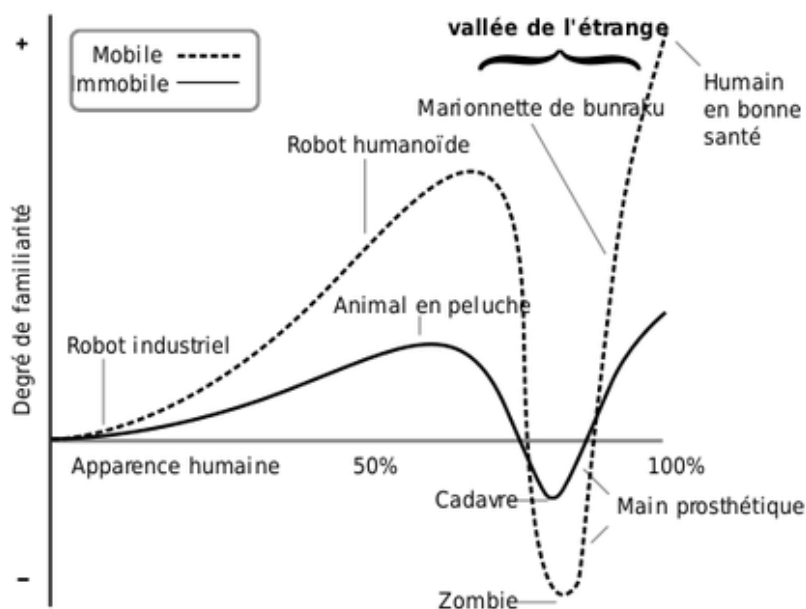 vallée de l'étrange
+
Mobile
Immobile
Marionnette de bunraku
Humain
en bonne
santé
Robot humanoïde
Animal en peluche
Robot industriel
Degré de familiarité
Apparence humaine
50%
100%
Cadavre
Main prosthétique
–
Zombie